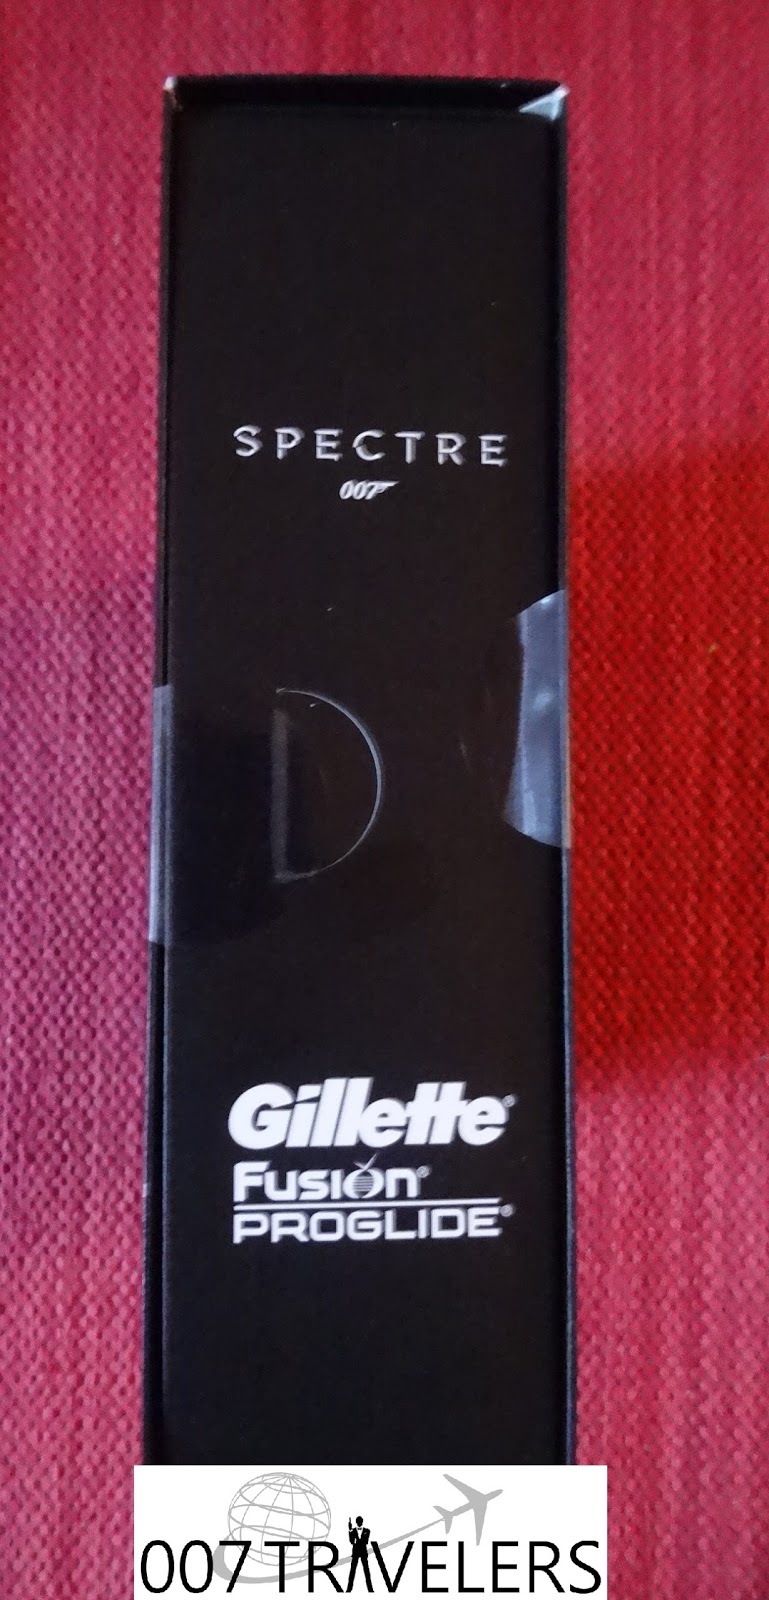 SPECTRE
007
Gillette®
Fusion®
PROGLIDE®
007 TRAVELERS